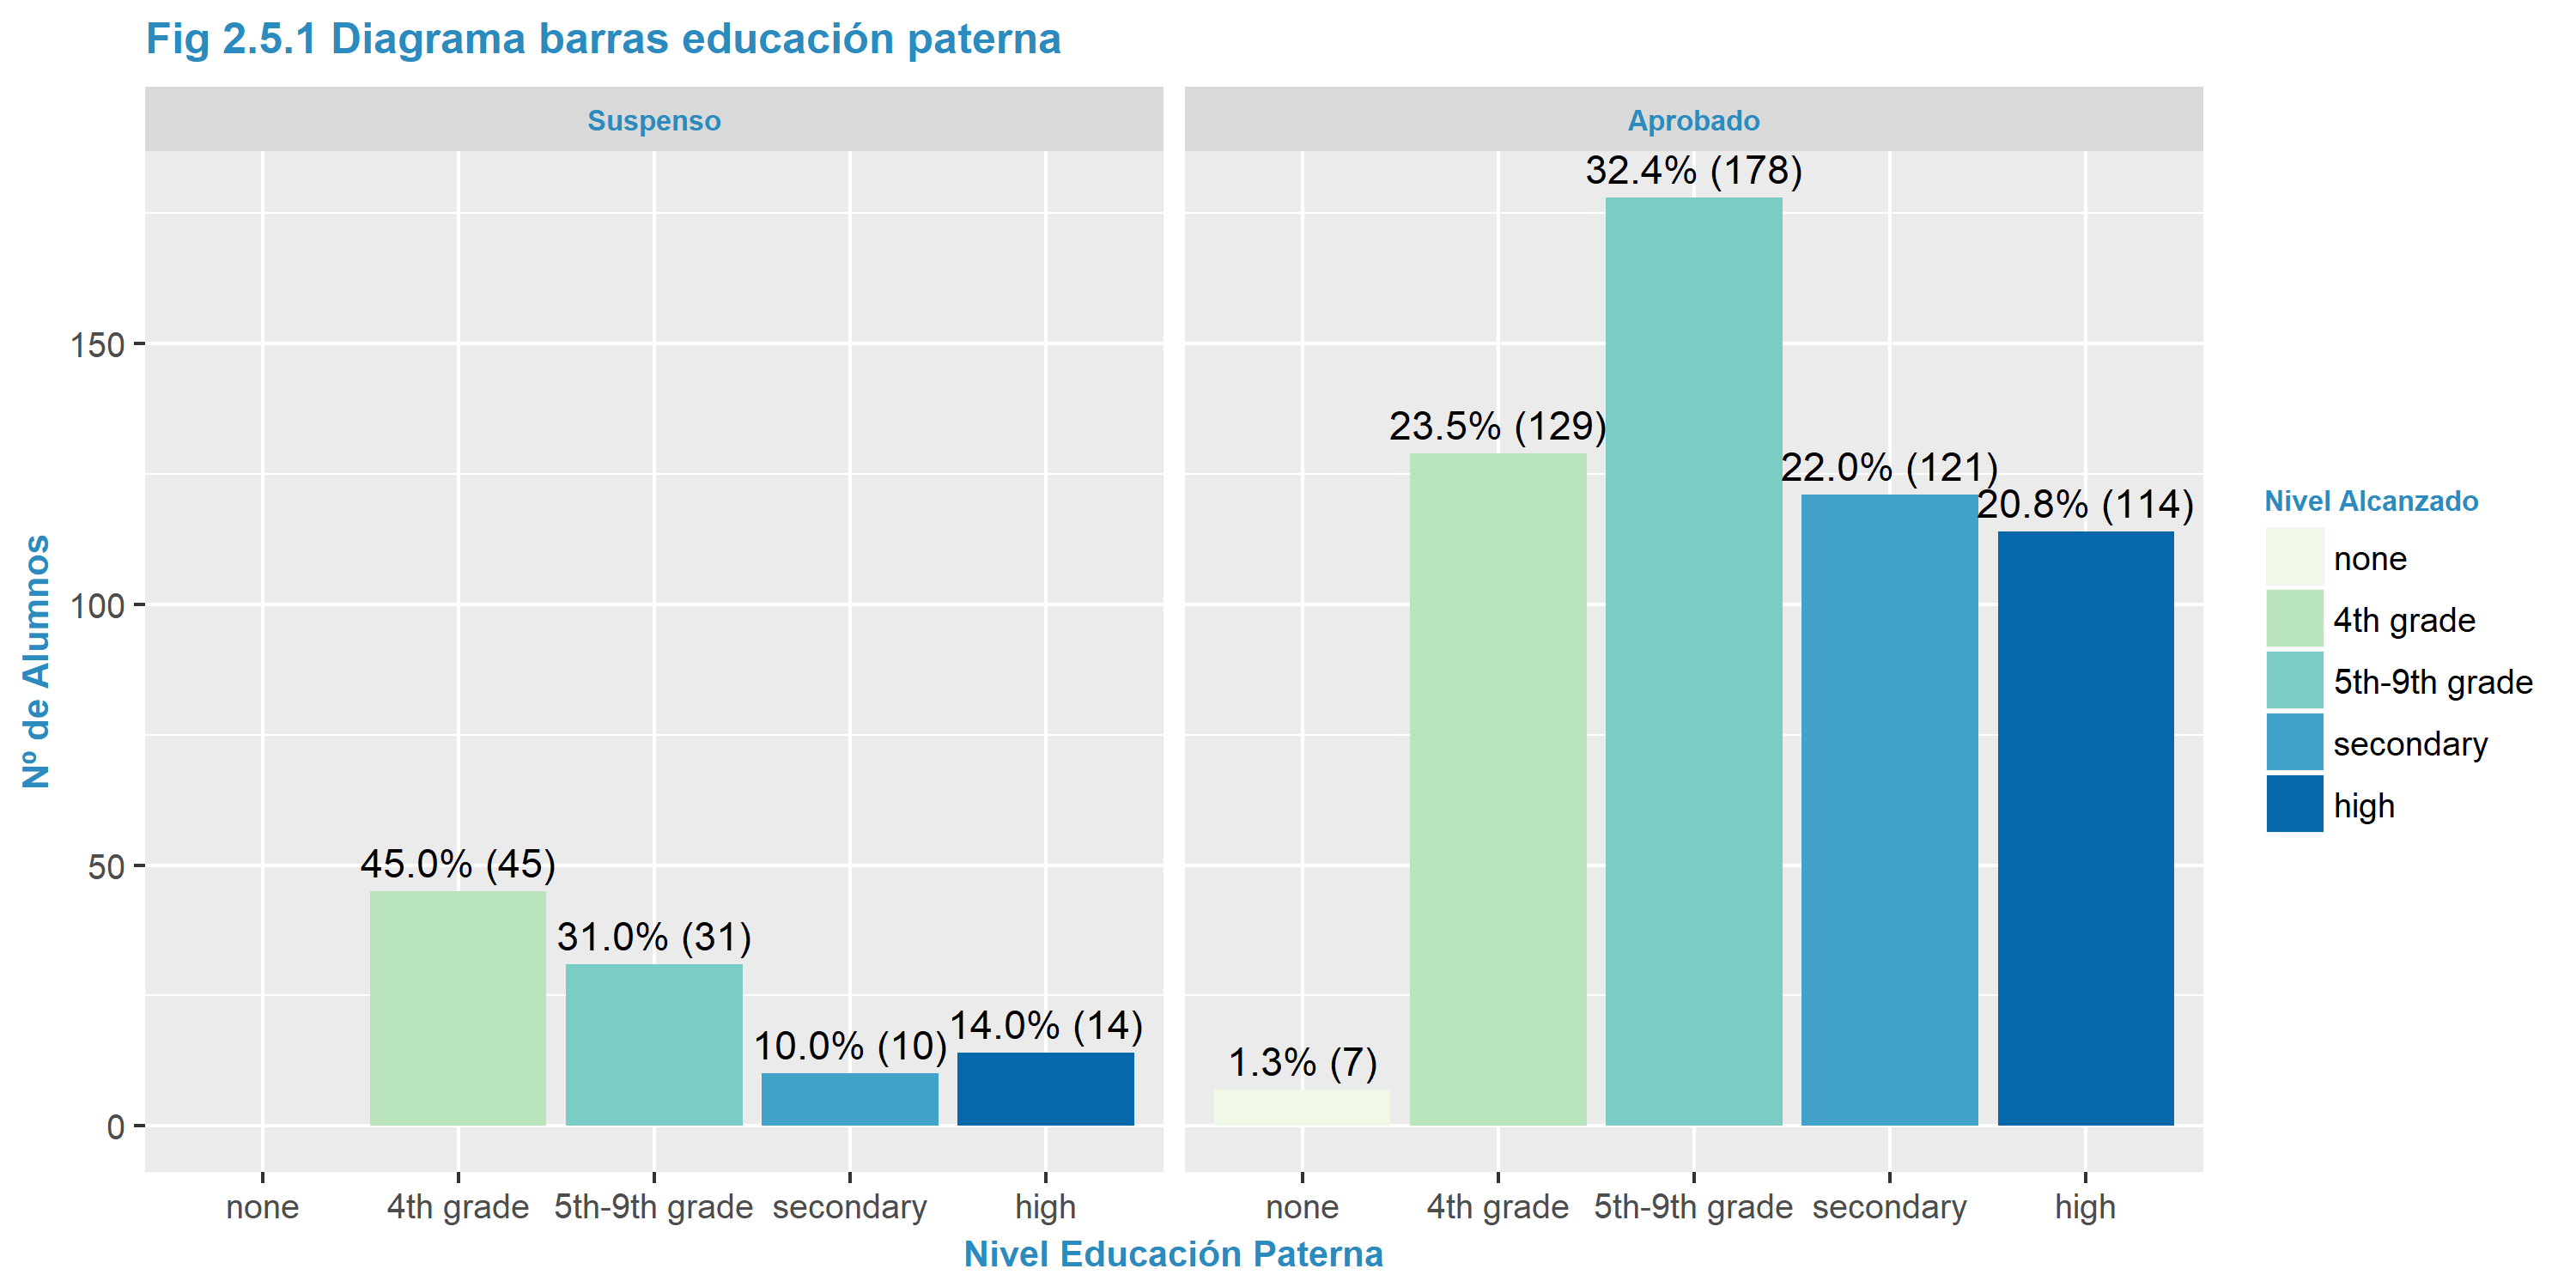 Fig 2.5.1 Diagrama barras educación paterna
Suspenso
Aprobado
Nº de Alumnos
150
100
50
0
45.0% (45)
31.0% (31)
10.0% (10)
14.0% (14)
1.3% (7)
23.5% (129)
32.4% (178)
22.0% (121)
20.8% (114)
none 4th grade 5th-9th grade secondary high
none 4th grade 5th-9th grade secondary high
Nivel Educación Paterna
Nivel Alcanzado
none
4th grade
5th-9th grade
secondary
high